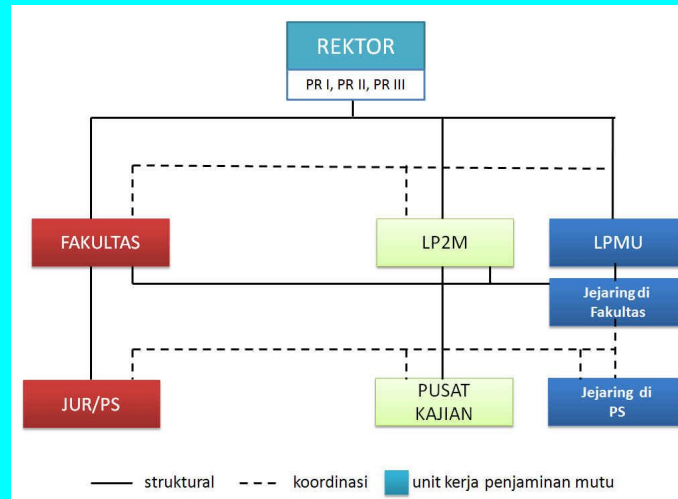 REKTOR
PR I, PR II, PR III
FAKULTAS
LP2M
LPMU
Jejaring di
Fakultas
JUR/PS
PUSAT
KAJIAN
Jejaring di
PS
struktural
koordinasi
unit kerja penjaminan mutu